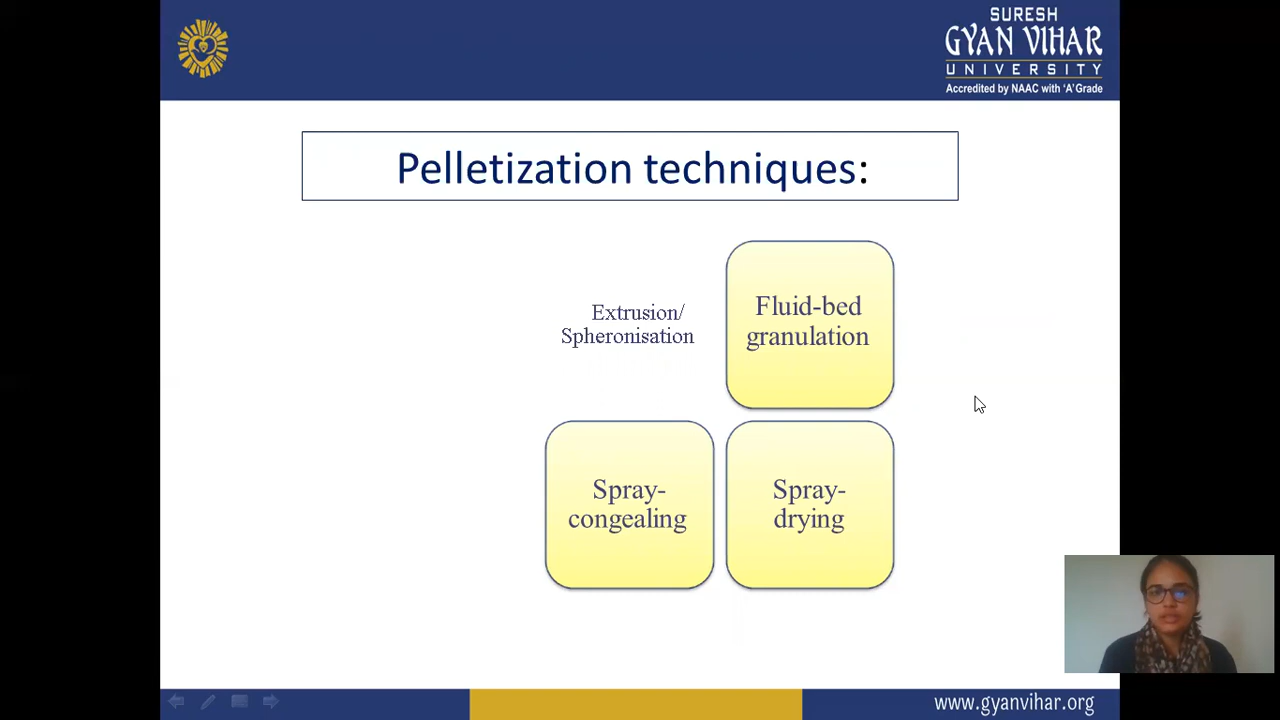 SURESH
GYAN VIHAR
UNIVERSITY
Accredited by NAAC with 'A' Grade
Pelletization techniques:
Extrusion/
Spheronisation
Fluid-bed
granulation
Spray-
congealing
Spray-
drying
www.gyanvihar.org